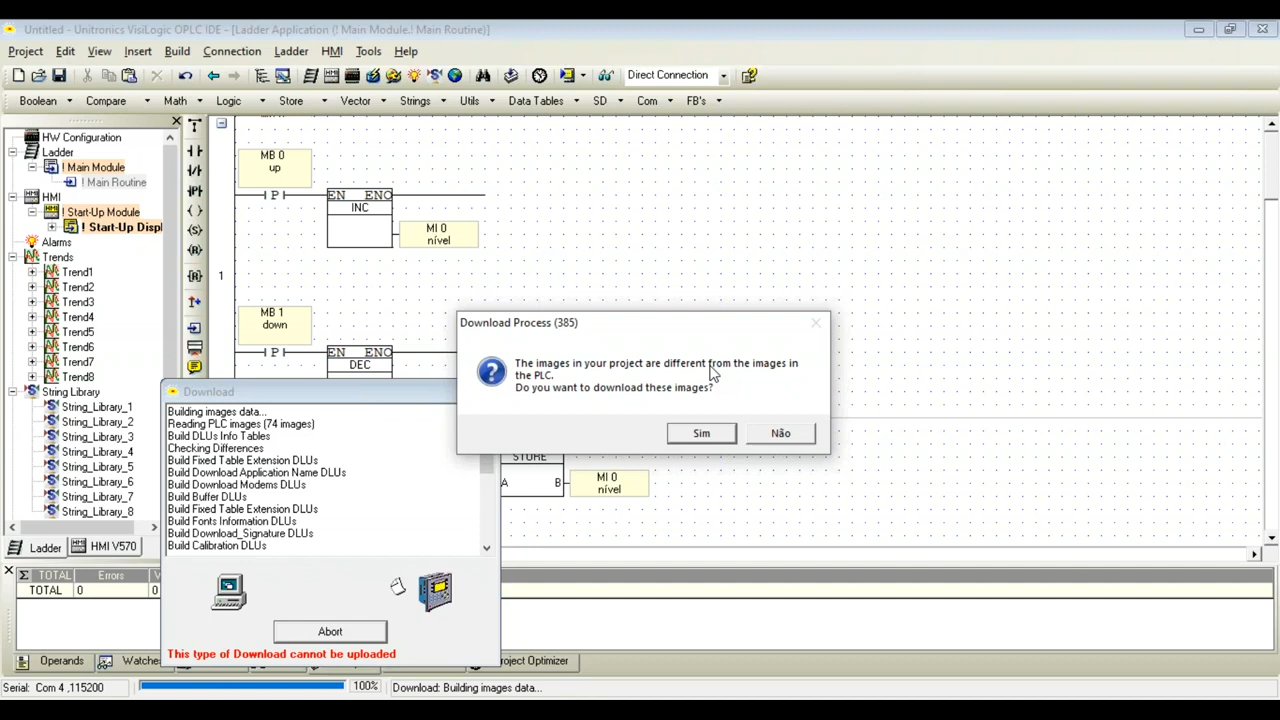 Untitled - Unitronics VisiLogic OPLC IDE - [Ladder Application (! Main Module.! Main Routine)]
Project Edit View Insert Build Connection Ladder HMI Tools Help
Direct Connection
Boolean Compare Math Logic Store Vector Strings Utils Data Tables SD Com FB's
HW Configuration
Ladder
! Main Module
! Main Routine
HMI
! Start-Up Module
! Start-Up Displ
Alarms
Trends
Trend1
Trend2
Trend3
Trend4
Trend5
Trend6
Trend7
Trend8
String Library
String_Library_1
String_Library_2
String_Library_3
String_Library_4
String_Library_5
String_Library_6
String_Library_7
String_Library_8
Ladder HMI V570
MB 0
up
P
EN ENO
INC
MI 0
nível
1
MB 1
down
P
EN ENO
DEC
STORE
A B
MI 0
nível
Download Process (385)
The images in your project are different from the images in
the PLC.
Do you want to download these images?
Sim Não
Download
Building images data...
Reading PLC images (74 images)
Build DLUs Info Tables
Checking Differences
Build Fixed Table Extension DLUs
Build Download Application Name DLUs
Build Download Modems DLUs
Build Buffer DLUs
Build Fixed Table Extension DLUs
Build Fonts Information DLUs
Build Download_Signature DLUs
Build Calibration DLUs
Abort
This type of Download cannot be uploaded
Σ TOTAL Errors
TOTAL 0 0
Operands Watches Project Optimizer
Serial: Com 4 ,115200 100% Download: Building images data...